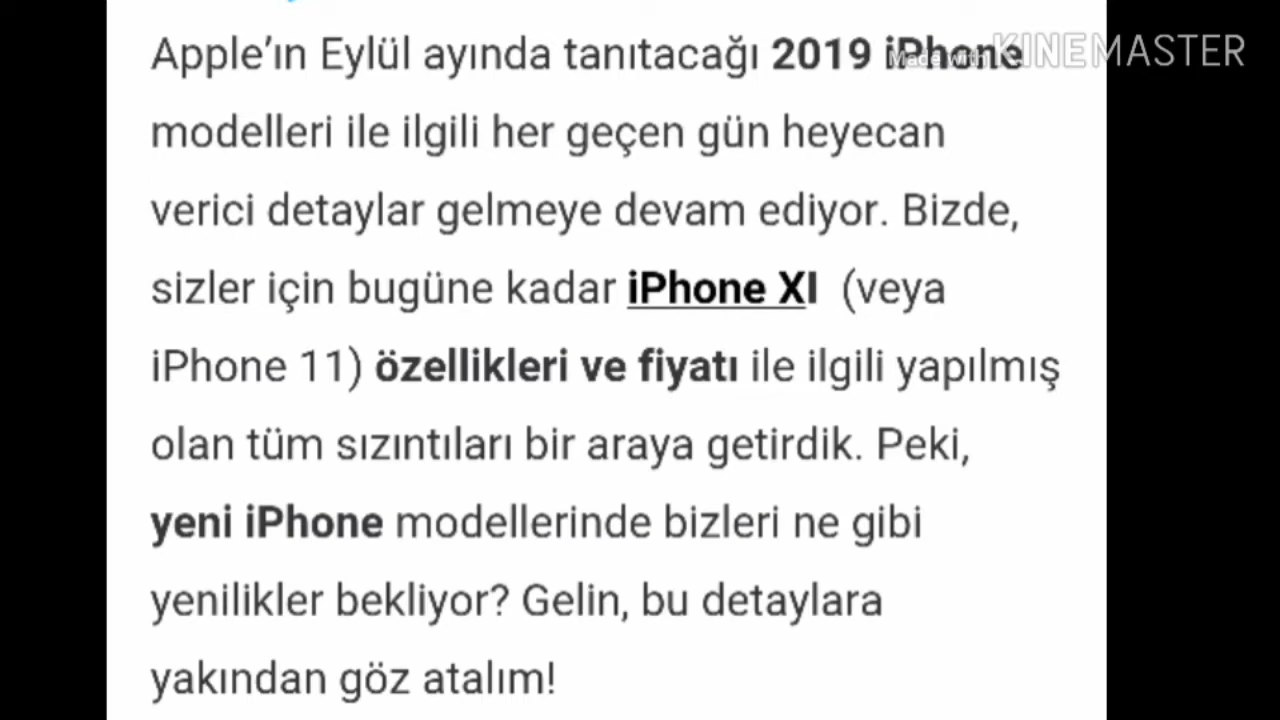 Apple’ın Eylül ayında tanıtacağı 2019 iPhone
Made with KINEMASTER
modelleri ile ilgili her geçen gün heyecan
verici detaylar gelmeye devam ediyor. Bizde,
sizler için bugüne kadar iPhone XI (veya
iPhone 11) özellikleri ve fiyatı ile ilgili yapılmış
olan tüm sızıntıları bir araya getirdik. Peki,
yeni iPhone modellerinde bizleri ne gibi
yenilikler bekliyor? Gelin, bu detaylara
yakından göz atalım!